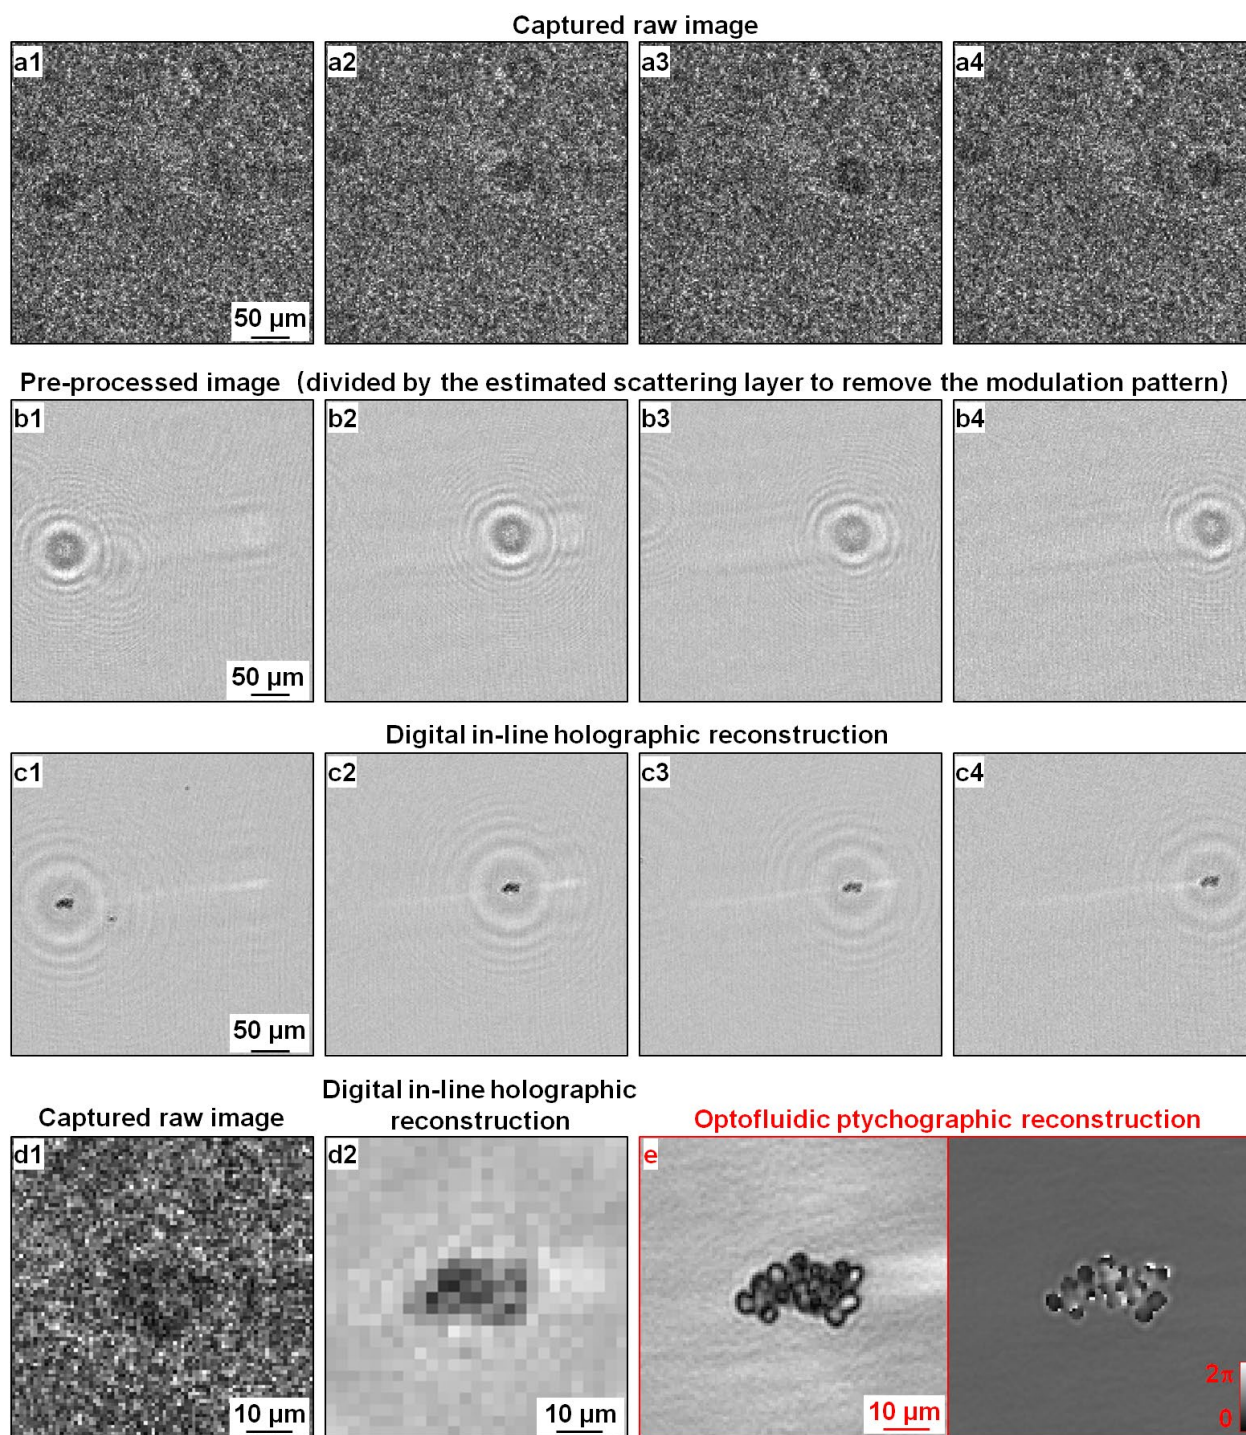 Captured raw image
a1 a2 a3 a4
50 μm
Pre-processed image (divided by the estimated scattering layer to remove the modulation pattern)
b1 b2 b3 b4
50 μm
Digital in-line holographic reconstruction
c1 c2 c3 c4
50 μm
Captured raw image
Digital in-line holographic
reconstruction
Optofluidic ptychographic reconstruction
d1 d2 e
10 μm 10 μm 10 μm
2π
0